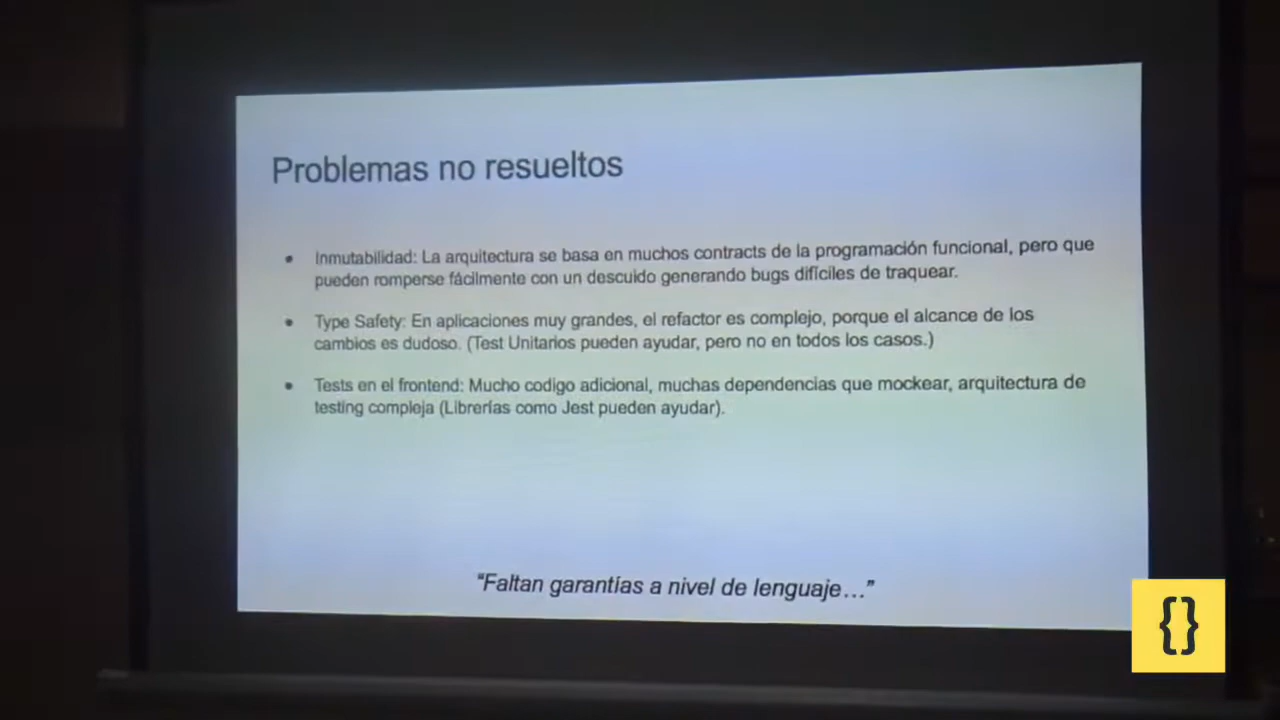 Problemas no resueltos
• Inmutabilidad: La arquitectura se basa en muchos contracts de la programación funcional, pero que
pueden romperse fácilmente con un descuido generando bugs difíciles de traquear.
• Type Safety: En aplicaciones muy grandes, el refactor es complejo, porque el alcance de los
cambios es dudoso. (Test Unitarios pueden ayudar, pero no en todos los casos.)
• Tests en el frontend: Mucho codigo adicional, muchas dependencias que mockear, arquitectura de
testing compleja (Librerías como Jest pueden ayudar).
“Faltan garantías a nivel de lenguaje...”
{}